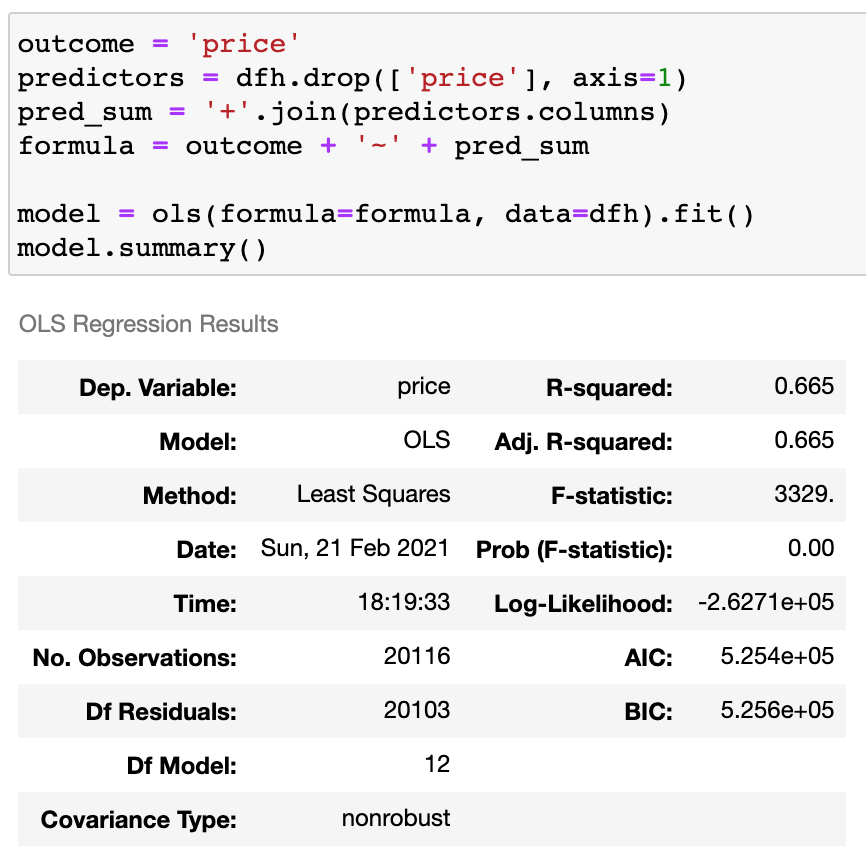 outcome = 'price'
predictors = dfh.drop(['price'], axis=1)
pred_sum = '+'.join(predictors.columns)
formula = outcome + '~' + pred_sum
model = ols(formula=formula, data=dfh).fit()
model.summary()
OLS Regression Results
Dep. Variable: price R-squared: 0.665
Model: OLS Adj. R-squared: 0.665
Method: Least Squares F-statistic: 3329.
Date: Sun, 21 Feb 2021 Prob (F-statistic): 0.00
Time: 18:19:33 Log-Likelihood: -2.6271e+05
No. Observations: 20116 AIC: 5.254e+05
Df Residuals: 20103 BIC: 5.256e+05
Df Model: 12
Covariance Type: nonrobust